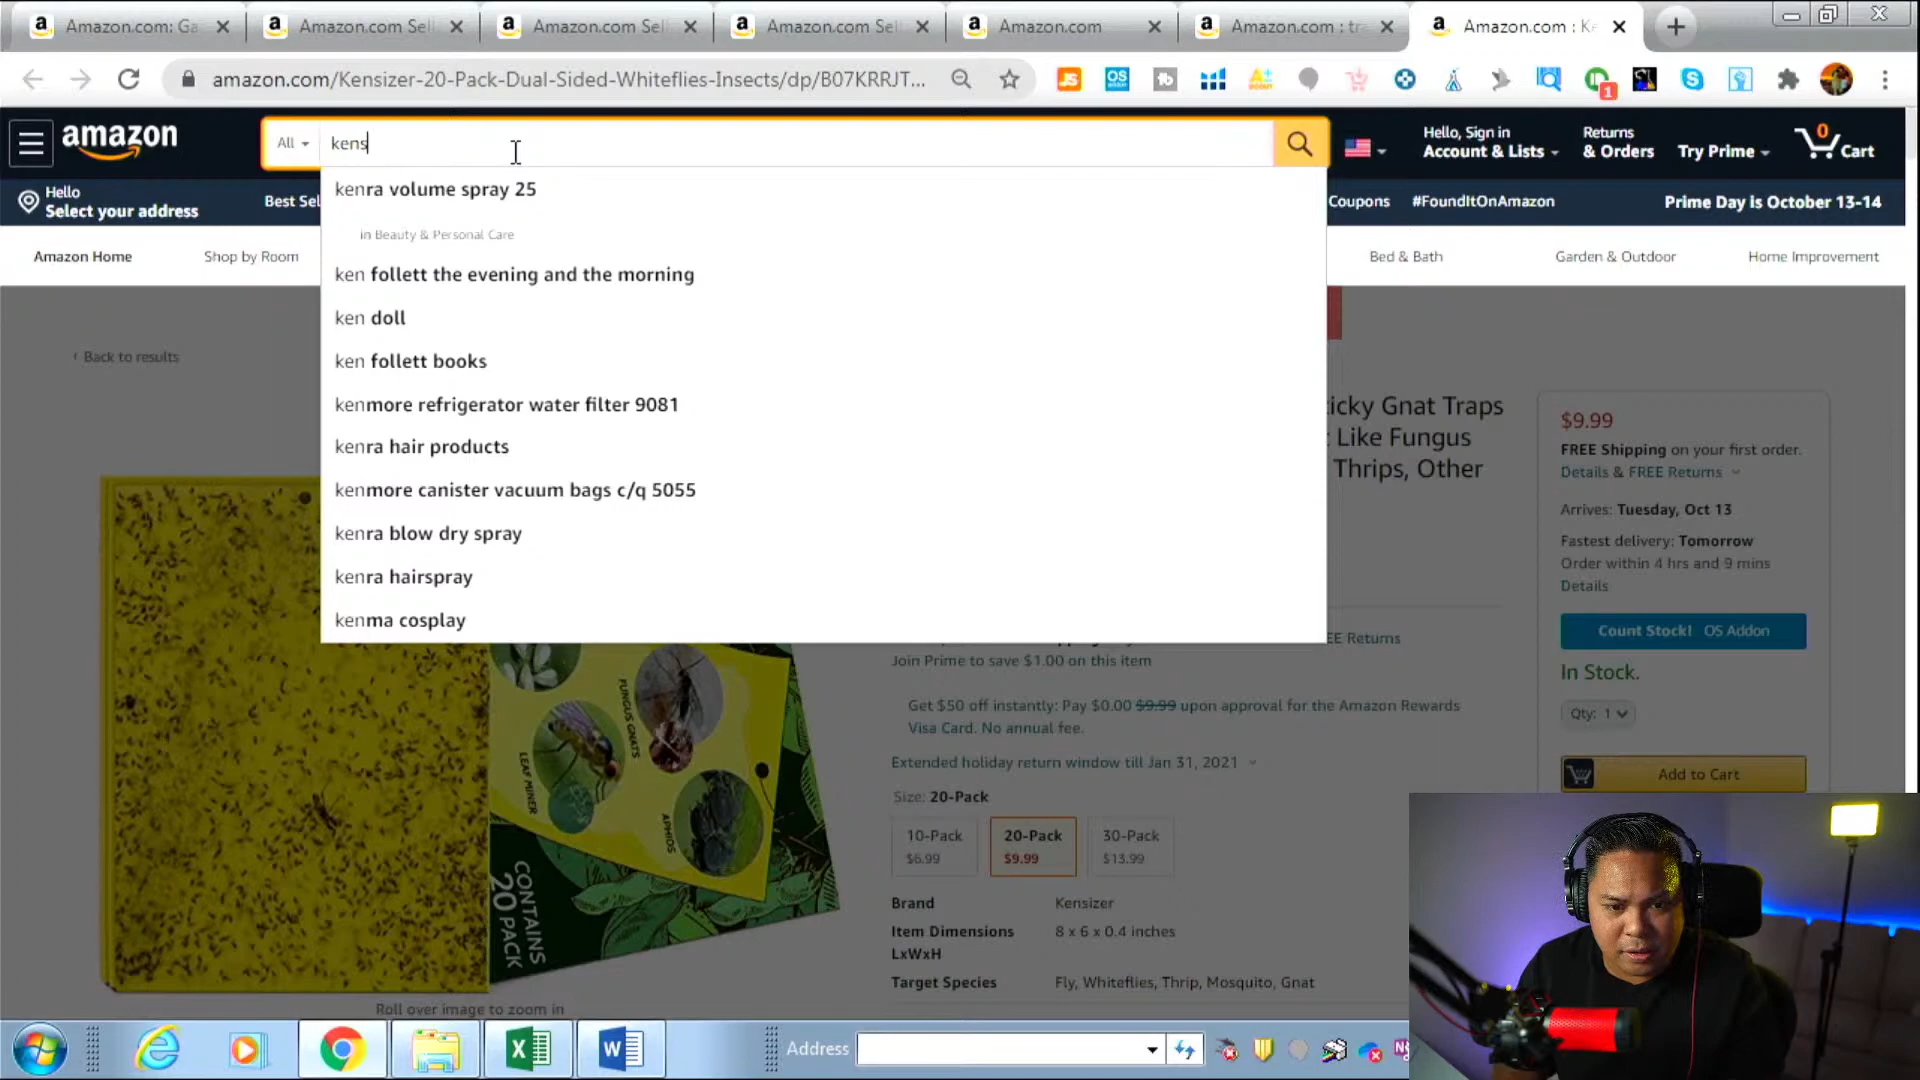 Amazon.com: Ga
Amazon.com Sell
Amazon.com Sel
Amazon.com Sel
Amazon.com
Amazon.com : tr
Amazon.com : Ke
amazon.com/Kensizer-20-Pack-Dual-Sided-Whiteflies-Insects/dp/B07KRRJT...
amazon
All
kens
Hello, Sign in
Account & Lists
Returns
& Orders
Try Prime
0
Cart
Hello
Select your address
Best Sel
Coupons
#FoundItOnAmazon
Prime Day is October 13-14
Amazon Home
Shop by Room
Bed & Bath
Garden & Outdoor
Home Improvement
kenra volume spray 25
in Beauty & Personal Care
ken follett the evening and the morning
ken doll
ken follett books
kenmore refrigerator water filter 9081
kenra hair products
kenmore canister vacuum bags c/q 5055
kenra blow dry spray
kenra hairspray
kenma cosplay
‹ Back to results
ticky Gnat Traps
t Like Fungus
Thrips, Other
EE Returns
Join Prime to save $1.00 on this item
Get $50 off instantly: Pay $0.00 $9.99 upon approval for the Amazon Rewards
Visa Card. No annual fee.
Extended holiday return window till Jan 31, 2021
Size: 20-Pack
10-Pack
$6.99
20-Pack
$9.99
30-Pack
$13.99
Brand
Kensizer
Item Dimensions
LxWxH
8 x 6 x 0.4 inches
Target Species
Fly, Whiteflies, Thrip, Mosquito, Gnat
$9.99
FREE Shipping on your first order.
Details & FREE Returns
Arrives: Tuesday, Oct 13
Fastest delivery: Tomorrow
Order within 4 hrs and 9 mins
Details
Count Stock! OS Addon
In Stock.
Qty: 1
Add to Cart
FUNGUS GNATS
LEAF MINER
APHIDS
CONTAINS
20 PACK
Roll over image to zoom in
Address